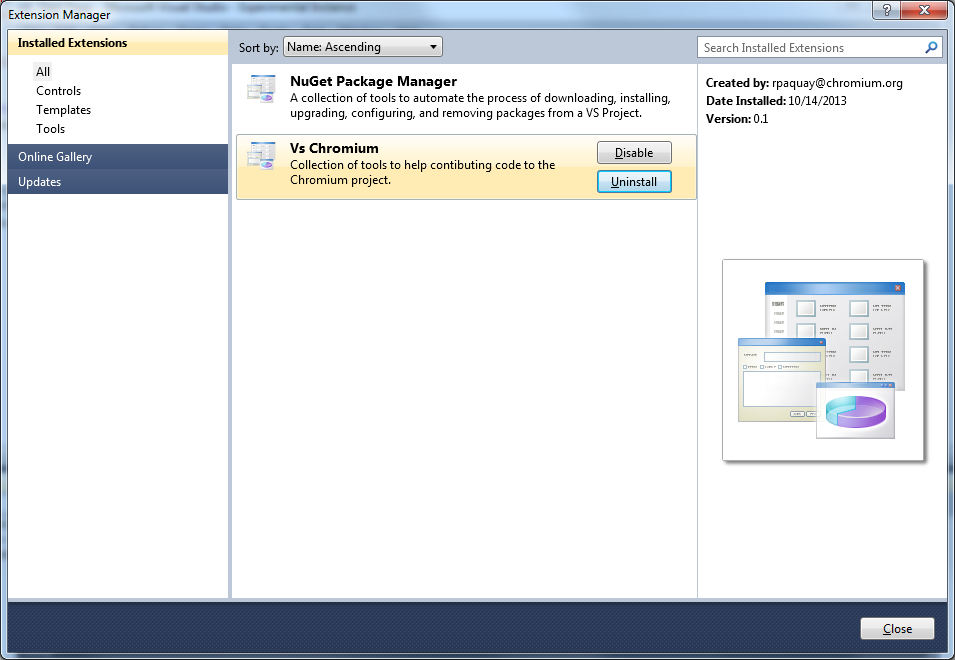 Extension Manager
Installed Extensions
All
Controls
Templates
Tools
Online Gallery
Updates
Sort by: Name: Ascending
NuGet Package Manager
A collection of tools to automate the process of downloading, installing,
upgrading, configuring, and removing packages from a VS Project.
Vs Chromium
Collection of tools to help contibuting code to the
Chromium project.
Disable
Uninstall
Search Installed Extensions
Created by: rpaquay@chromium.org
Date Installed: 10/14/2013
Version: 0.1
Close